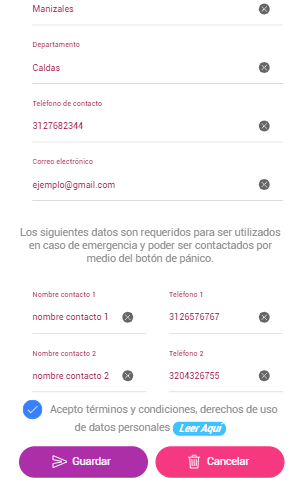 Manizales
Departamento
Caldas
Teléfono de contacto
3127682344
Correo electrónico
ejemplo@gmail.com
Los siguientes datos son requeridos para ser utilizados
en caso de emergencia y poder ser contactados por
medio del botón de pánico.
Nombre contacto 1 Teléfono 1
nombre contacto 1 3126576767
Nombre contacto 2 Teléfono 2
nombre contacto 2 3204326755
Acepto términos y condiciones, derechos de uso
de datos personales Leer Aquí
Guardar Cancelar